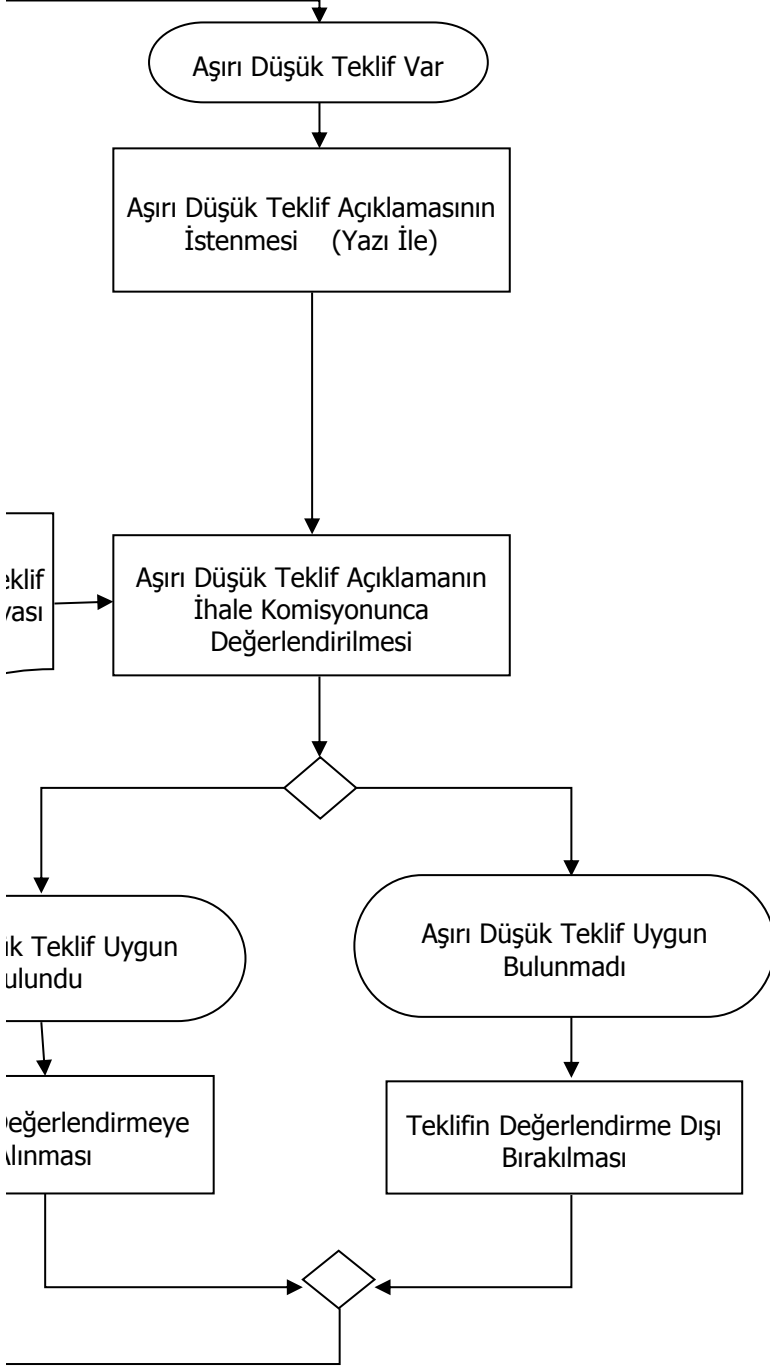 Aşırı Düşük Teklif Var
Aşırı Düşük Teklif Açıklamasının
İstenmesi (Yazı İle)
Aşırı Düşük Teklif Açıklamanın
İhale Komisyonunca
Değerlendirilmesi
Teklif Uygun
Aşırı Düşük Teklif Uygun
Bulunmadı
Teklifin Değerlendirme Dışı
Bırakılması